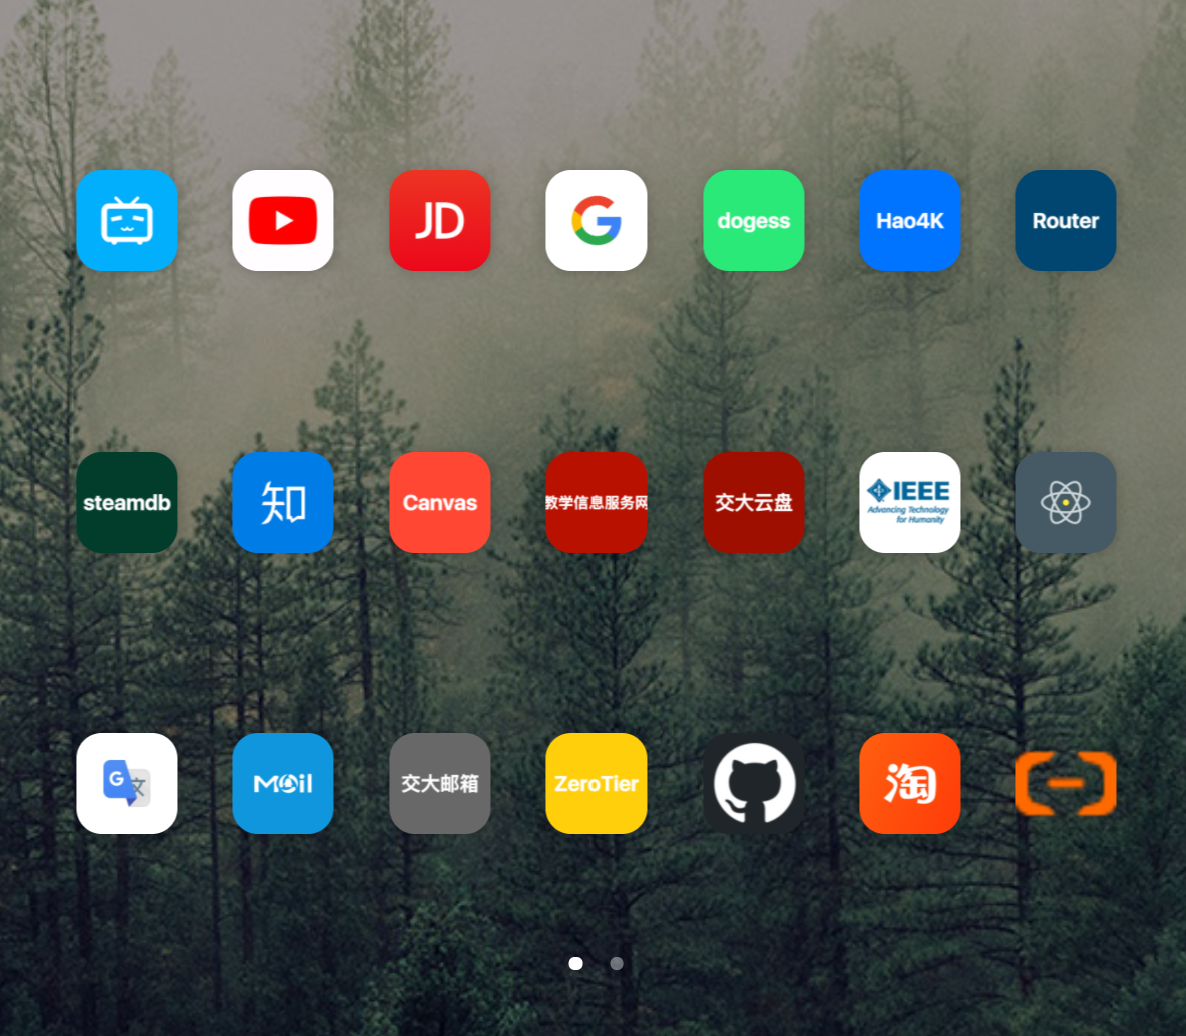 JD
G
dogess
Hao4K
Router
steamdb
知
Canvas
教学信息服务网
交大云盘
IEEE
Advancing Technology
for Humanity
G 文
MOil
交大邮箱
ZeroTier
淘